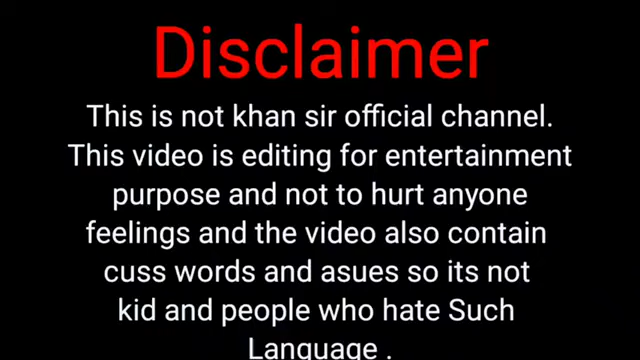 Disclaimer
This is not khan sir official channel.
This video is editing for entertainment
purpose and not to hurt anyone
feelings and the video also contain
cuss words and asues so its not
kid and people who hate Such
Language .